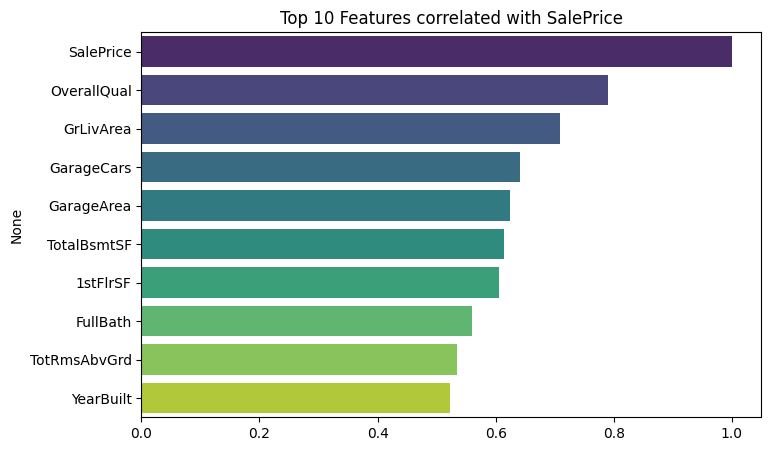 Top 10 Features correlated with SalePrice
SalePrice
OverallQual
GrLivArea
GarageCars
GarageArea
TotalBsmtSF
1stFlrSF
FullBath
TotRmsAbvGrd
YearBuilt
None
0.0 0.2 0.4 0.6 0.8 1.0